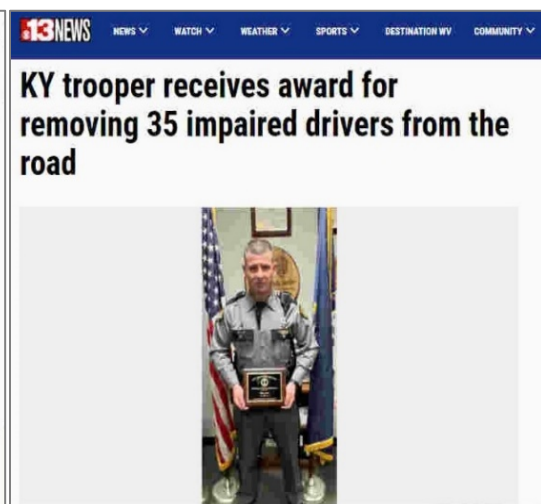 13NEWS NEWS WATCH WEATHER SPORTS DESTINATION WV COMMUNITY
KY trooper receives award for
removing 35 impaired drivers from the
road